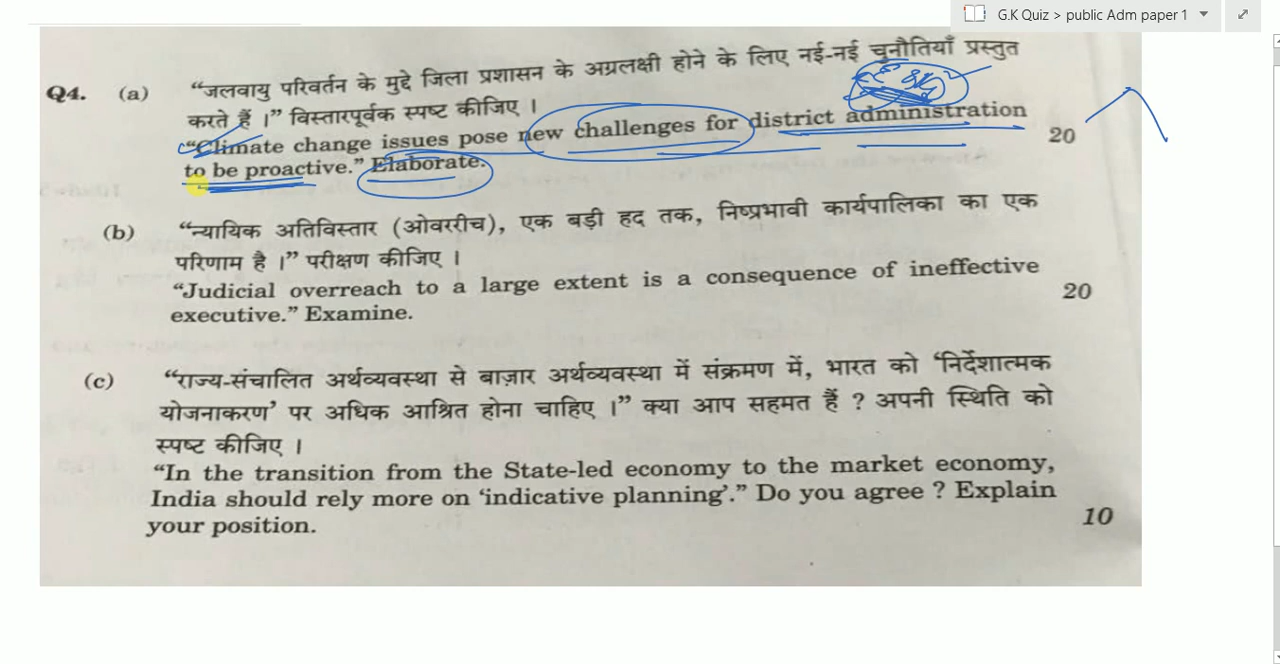 G.K Quiz > public Adm paper 1
Q4. (a) “जलवायु परिवर्तन के मुद्दे जिला प्रशासन के अग्रलक्षी होने के लिए नई-नई चुनौतियाँ प्रस्तुत
करते हैं ।” विस्तारपूर्वक स्पष्ट कीजिए ।
“Climate change issues pose new challenges for district administration
to be proactive.” Elaborate. 20
(b) “न्यायिक अतिविस्तार (ओवररीच), एक बड़ी हद तक, निष्प्रभावी कार्यपालिका का एक
परिणाम है ।” परीक्षण कीजिए ।
“Judicial overreach to a large extent is a consequence of ineffective
executive.” Examine. 20
(c) “राज्य-संचालित अर्थव्यवस्था से बाज़ार अर्थव्यवस्था में संक्रमण में, भारत को ‘निर्देशात्मक
योजनाकरण’ पर अधिक आश्रित होना चाहिए ।” क्या आप सहमत हैं ? अपनी स्थिति को
स्पष्ट कीजिए ।
“In the transition from the State-led economy to the market economy,
India should rely more on ‘indicative planning’.” Do you agree ? Explain
your position. 10